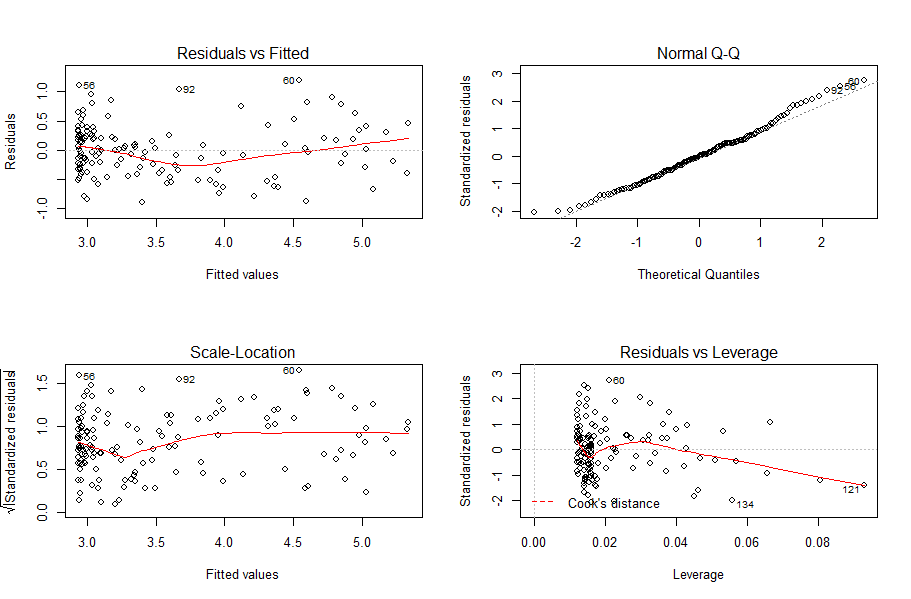 Residuals vs Fitted
Residuals
1.0
0.5
0.0
-1.0
56
92
60
3.0 3.5 4.0 4.5 5.0
Fitted values
Normal Q-Q
Standardized residuals
3
2
1
0
-1
-2
60
56
92
-2 -1 0 1 2
Theoretical Quantiles
Scale-Location
√|Standardized residuals|
1.5
1.0
0.5
0.0
56
92
60
3.0 3.5 4.0 4.5 5.0
Fitted values
Residuals vs Leverage
Standardized residuals
3
2
1
0
-1
-2
60
121
134
Cook's distance
0.00 0.02 0.04 0.06 0.08
Leverage